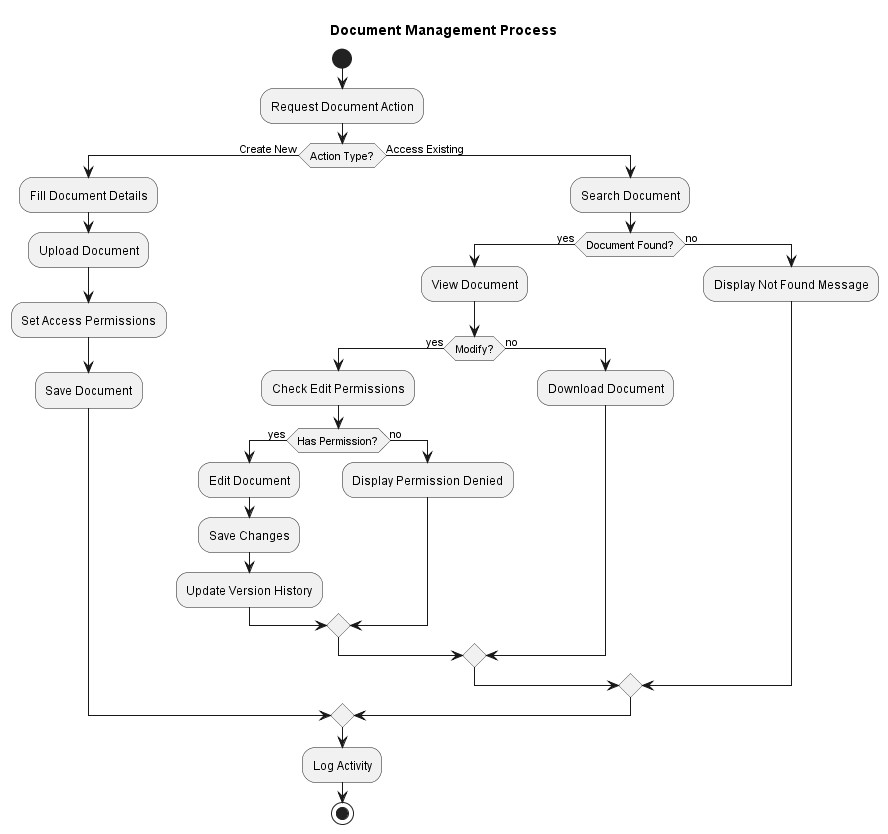 Document Management Process
Request Document Action
Create New
Action Type?
Access Existing
Fill Document Details
Upload Document
Set Access Permissions
Save Document
Search Document
yes
Document Found?
no
View Document
yes
Modify?
no
Check Edit Permissions
yes
Has Permission?
no
Edit Document
Save Changes
Update Version History
Display Permission Denied
Download Document
Display Not Found Message
Log Activity